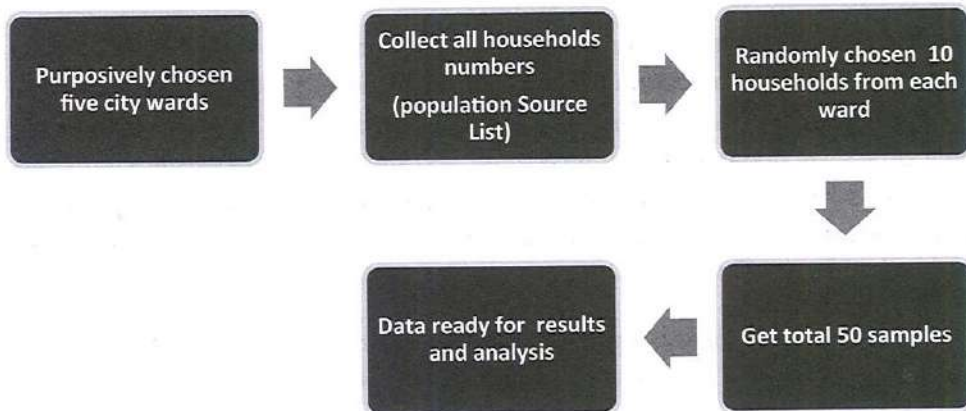 Purposively chosen
five city wards
Collect all households
numbers
(population Source
List)
Randomly chosen 10
households from each
ward
Get total 50 samples
Data ready for results
and analysis